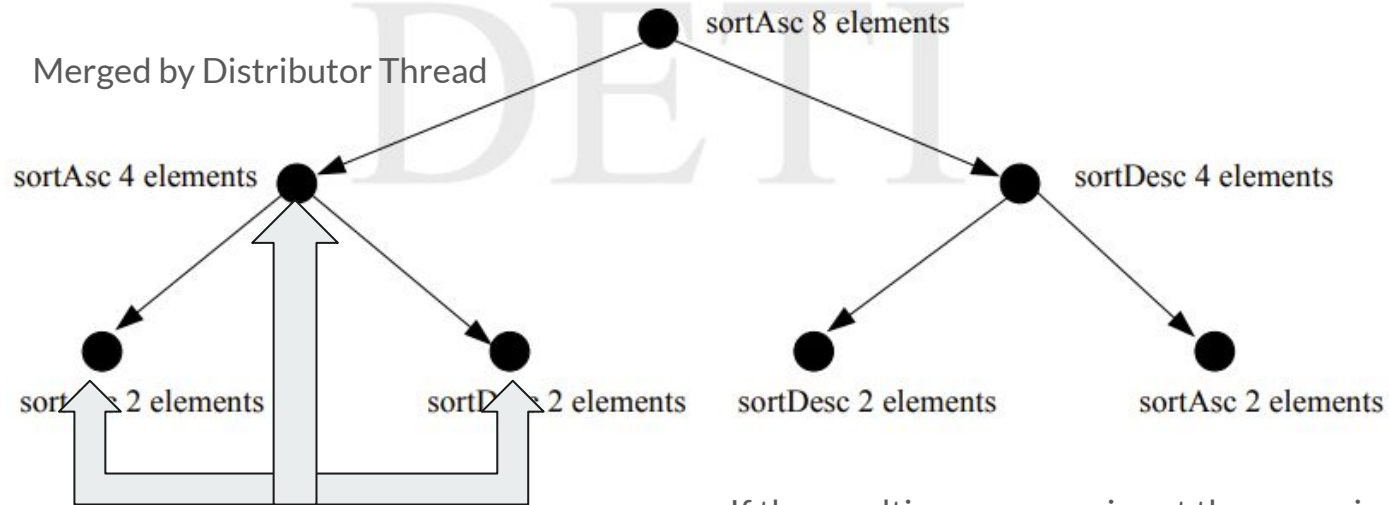 DETI
sortAsc 8 elements
Merged by Distributor Thread
sortAsc 4 elements
sortDesc 4 elements
2 elements
2 elements
sortDesc 2 elements
sortAsc 2 elements